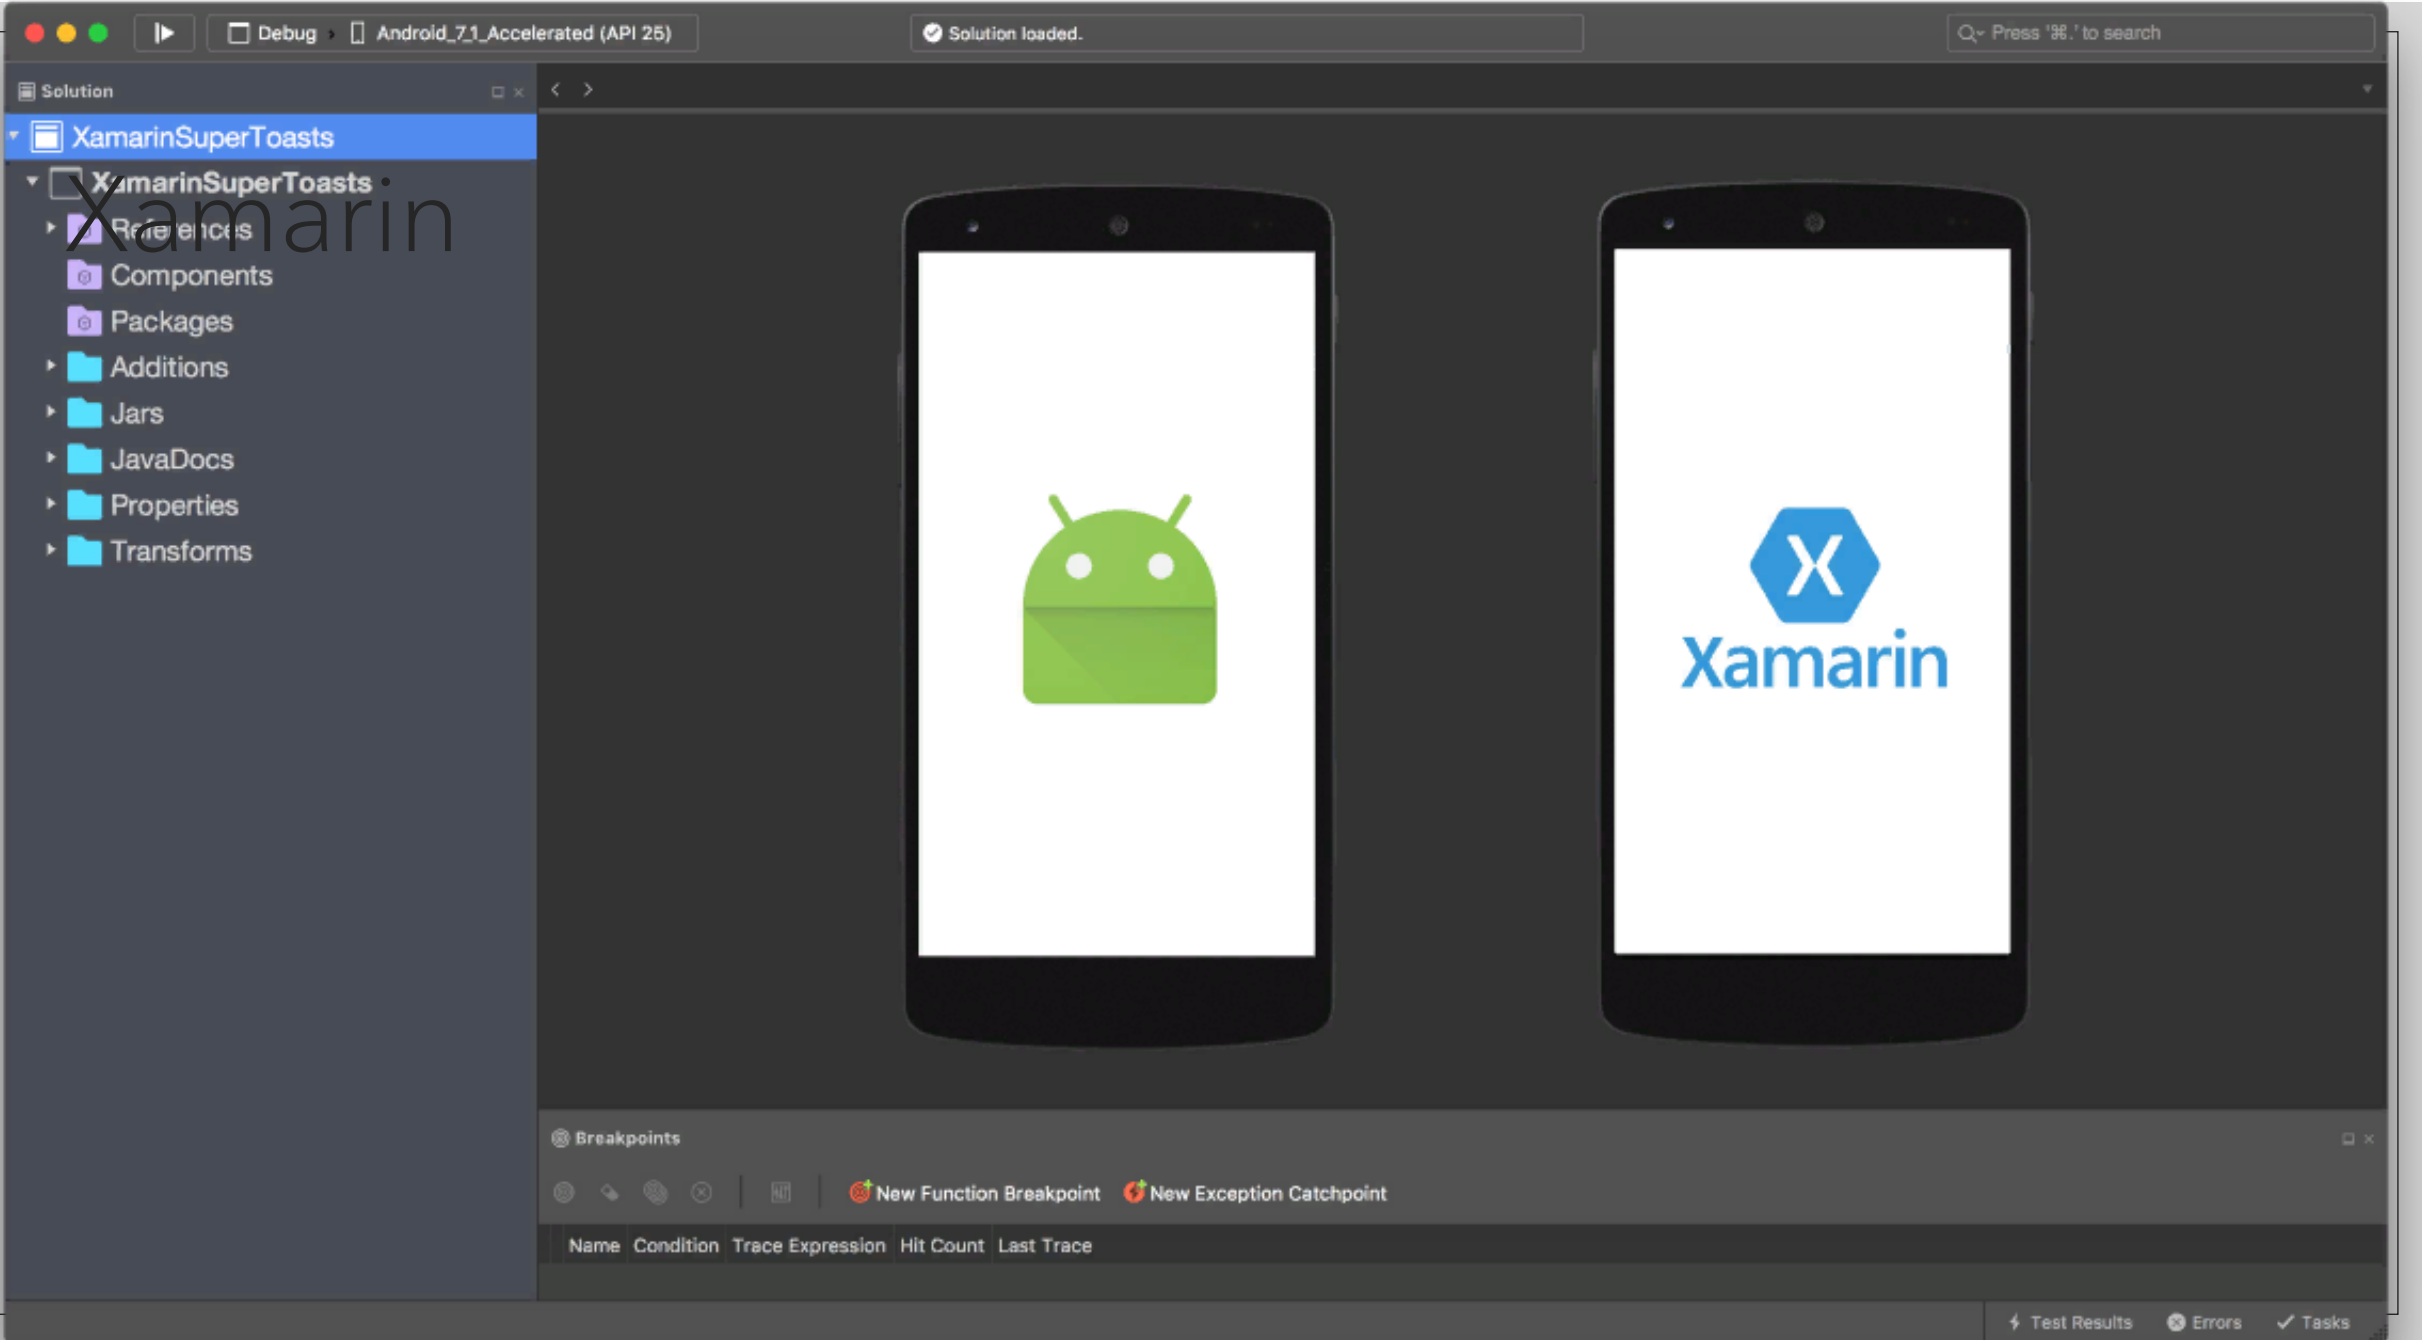 Debug
Android_7.1_Accelerated (API 25)
Solution loaded.
Press '⌘.' to search
Solution
XamarinSuperToasts
XamarinSuperToasts
Xamarin
References
Components
Packages
Additions
Jars
JavaDocs
Properties
Transforms
Xamarin
Breakpoints
New Function Breakpoint
New Exception Catchpoint
Name Condition Trace Expression Hit Count Last Trace
Test Results
Errors
Tasks